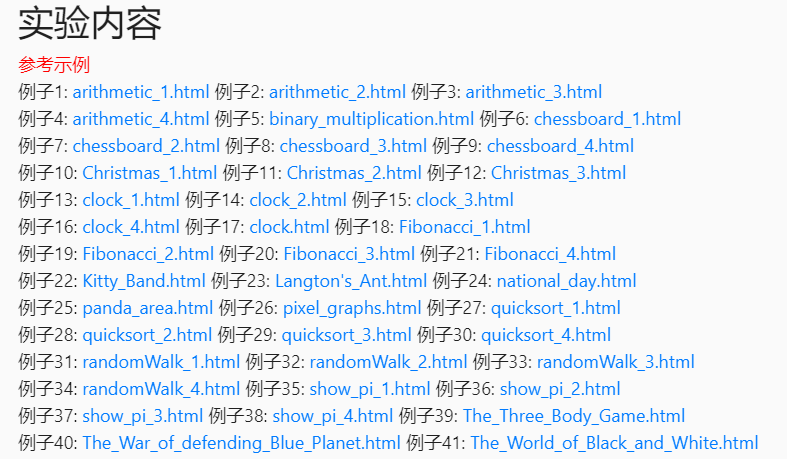 实验内容
参考示例
例子1: arithmetic_1.html 例子2: arithmetic_2.html 例子3: arithmetic_3.html
例子4: arithmetic_4.html 例子5: binary_multiplication.html 例子6: chessboard_1.html
例子7: chessboard_2.html 例子8: chessboard_3.html 例子9: chessboard_4.html
例子10: Christmas_1.html 例子11: Christmas_2.html 例子12: Christmas_3.html
例子13: clock_1.html 例子14: clock_2.html 例子15: clock_3.html
例子16: clock_4.html 例子17: clock.html 例子18: Fibonacci_1.html
例子19: Fibonacci_2.html 例子20: Fibonacci_3.html 例子21: Fibonacci_4.html
例子22: Kitty_Band.html 例子23: Langton's_Ant.html 例子24: national_day.html
例子25: panda_area.html 例子26: pixel_graphs.html 例子27: quicksort_1.html
例子28: quicksort_2.html 例子29: quicksort_3.html 例子30: quicksort_4.html
例子31: randomWalk_1.html 例子32: randomWalk_2.html 例子33: randomWalk_3.html
例子34: randomWalk_4.html 例子35: show_pi_1.html 例子36: show_pi_2.html
例子37: show_pi_3.html 例子38: show_pi_4.html 例子39: The_Three_Body_Game.html
例子40: The_War_of_defending_Blue_Planet.html 例子41: The_World_of_Black_and_White.html